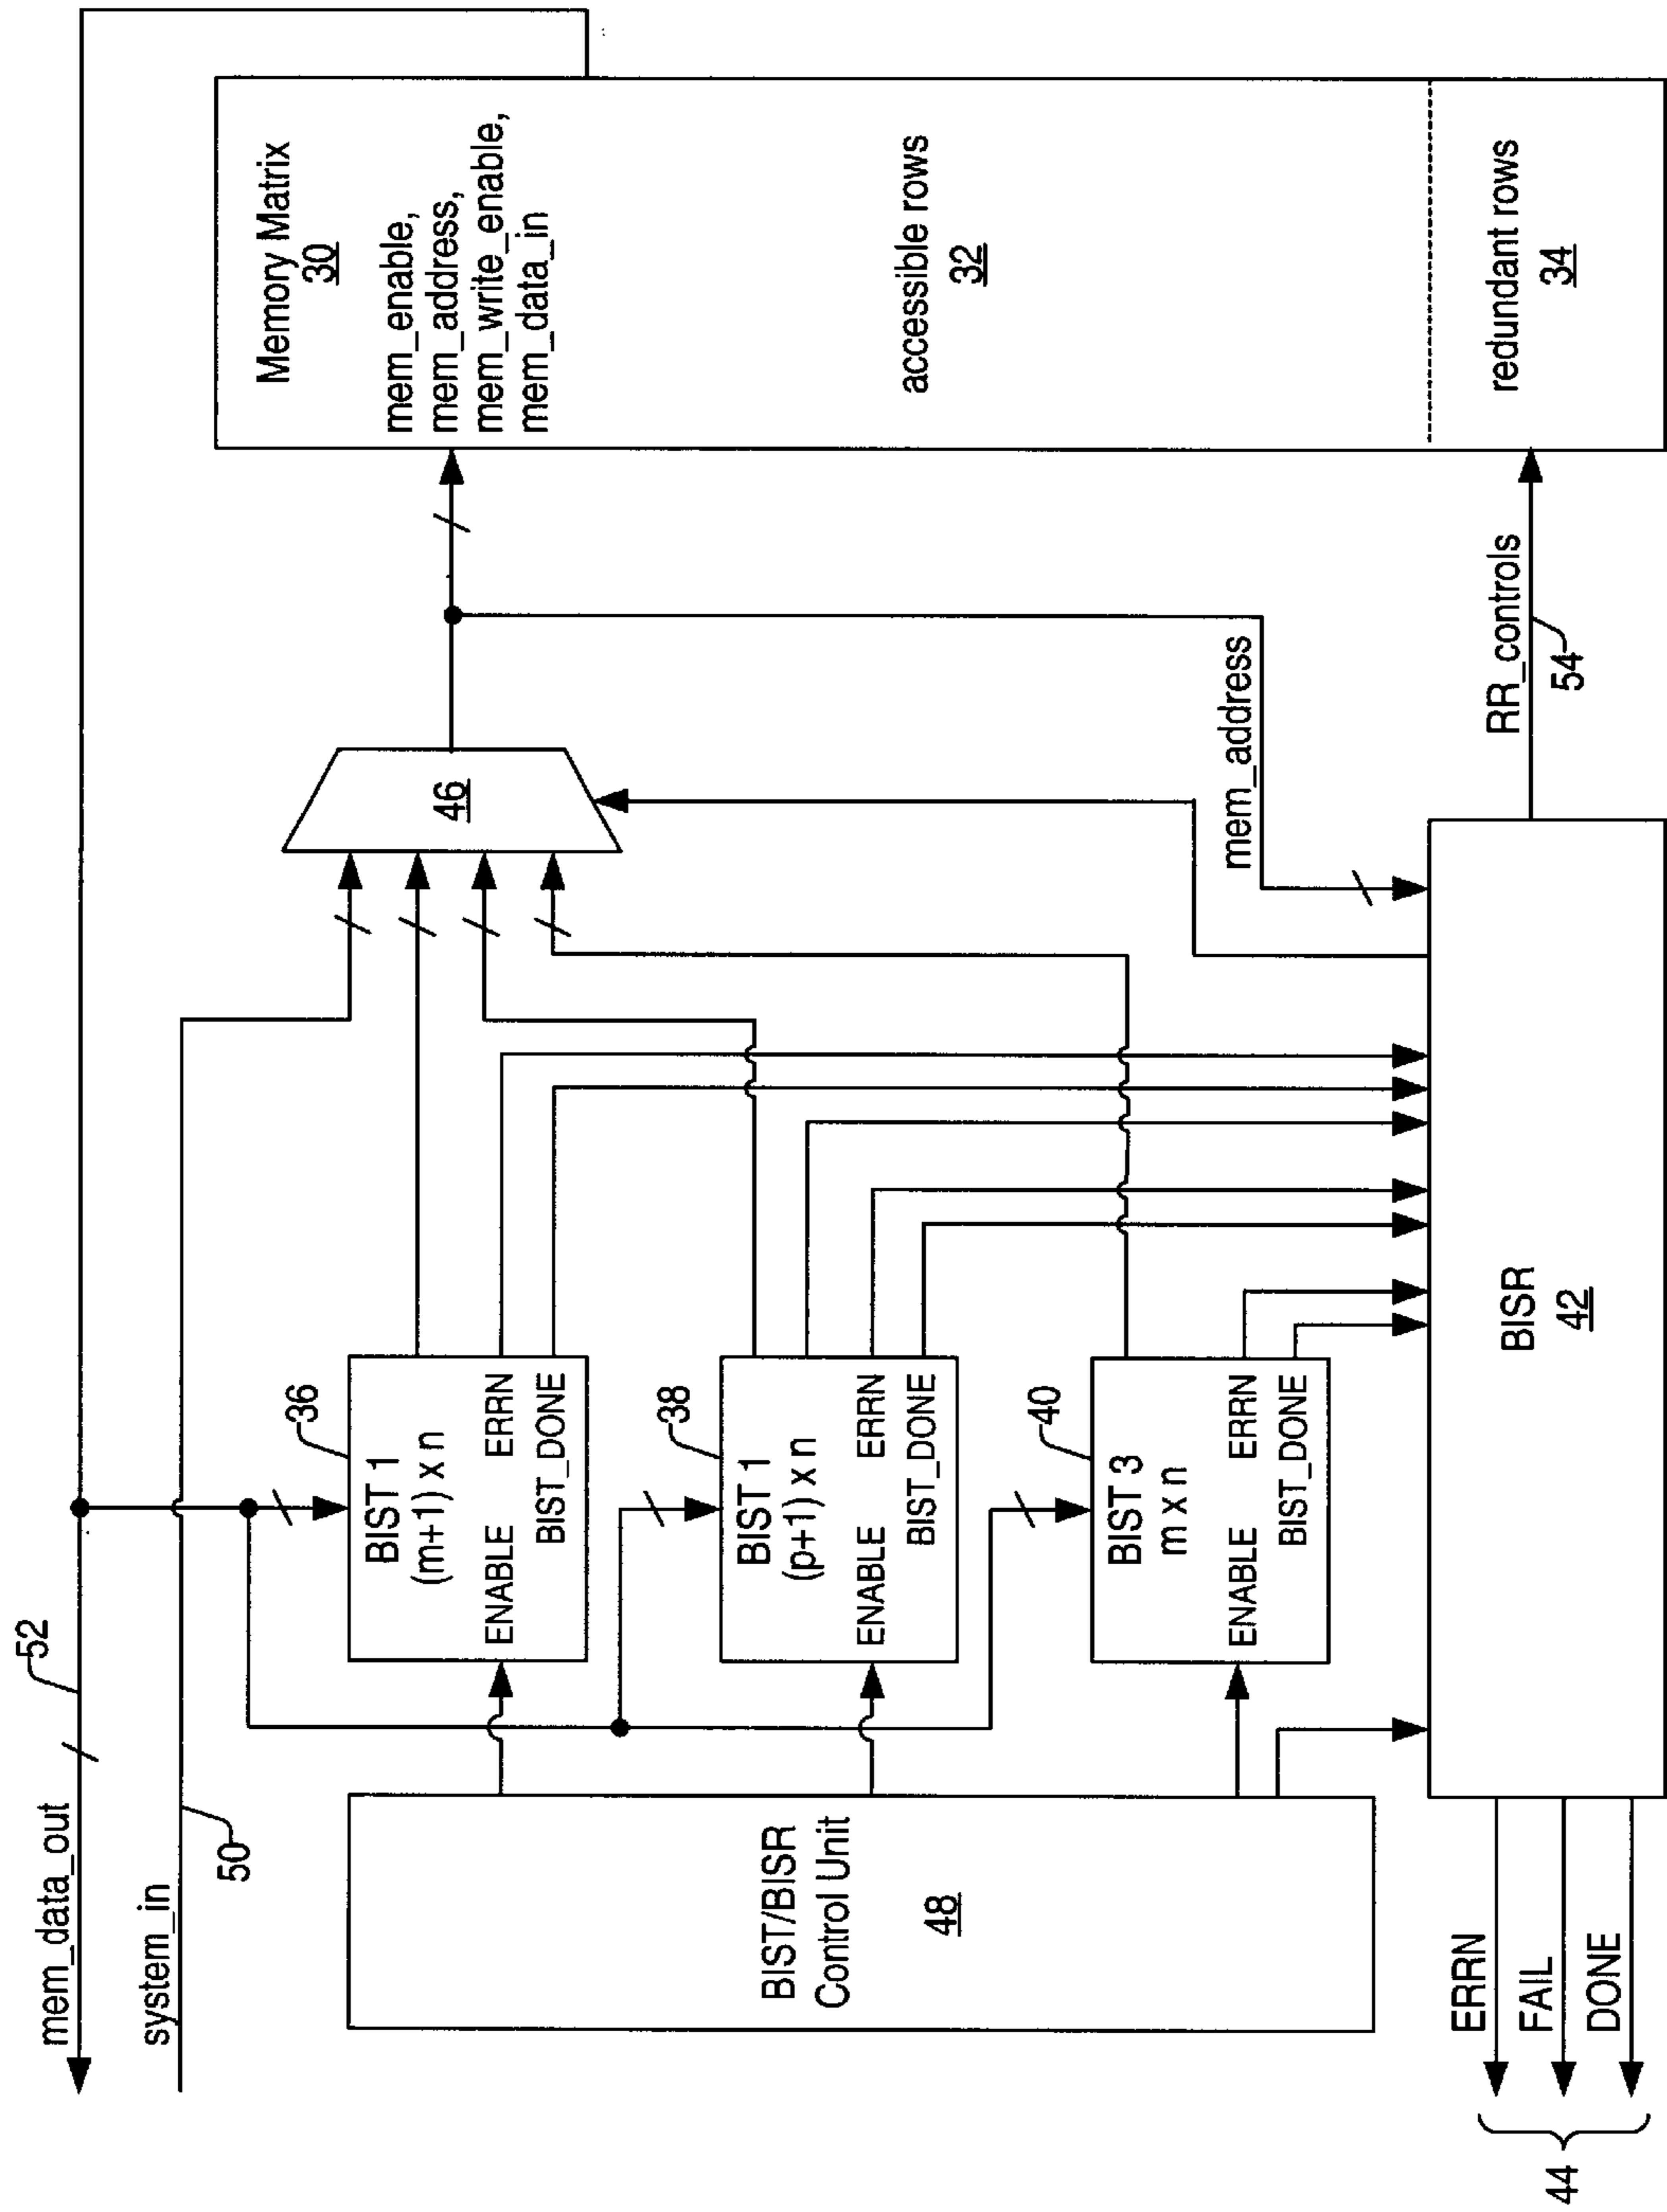 mem_data_out
52
system_in
50
Memory Matrix
30
mem_enable,
mem_address,
mem_write_enable,
mem_data_in
accessible rows
32
redundant rows
34
46
mem_address
RR_controls
54
36
BIST 1
(m+1) x n
ENABLE ERRN
BIST_DONE
38
BIST 1
(p+1) x n
ENABLE ERRN
BIST_DONE
40
BIST 3
m x n
ENABLE ERRN
BIST_DONE
BIST/BISR
Control Unit
48
BISR
42
ERRN
FAIL
DONE
44